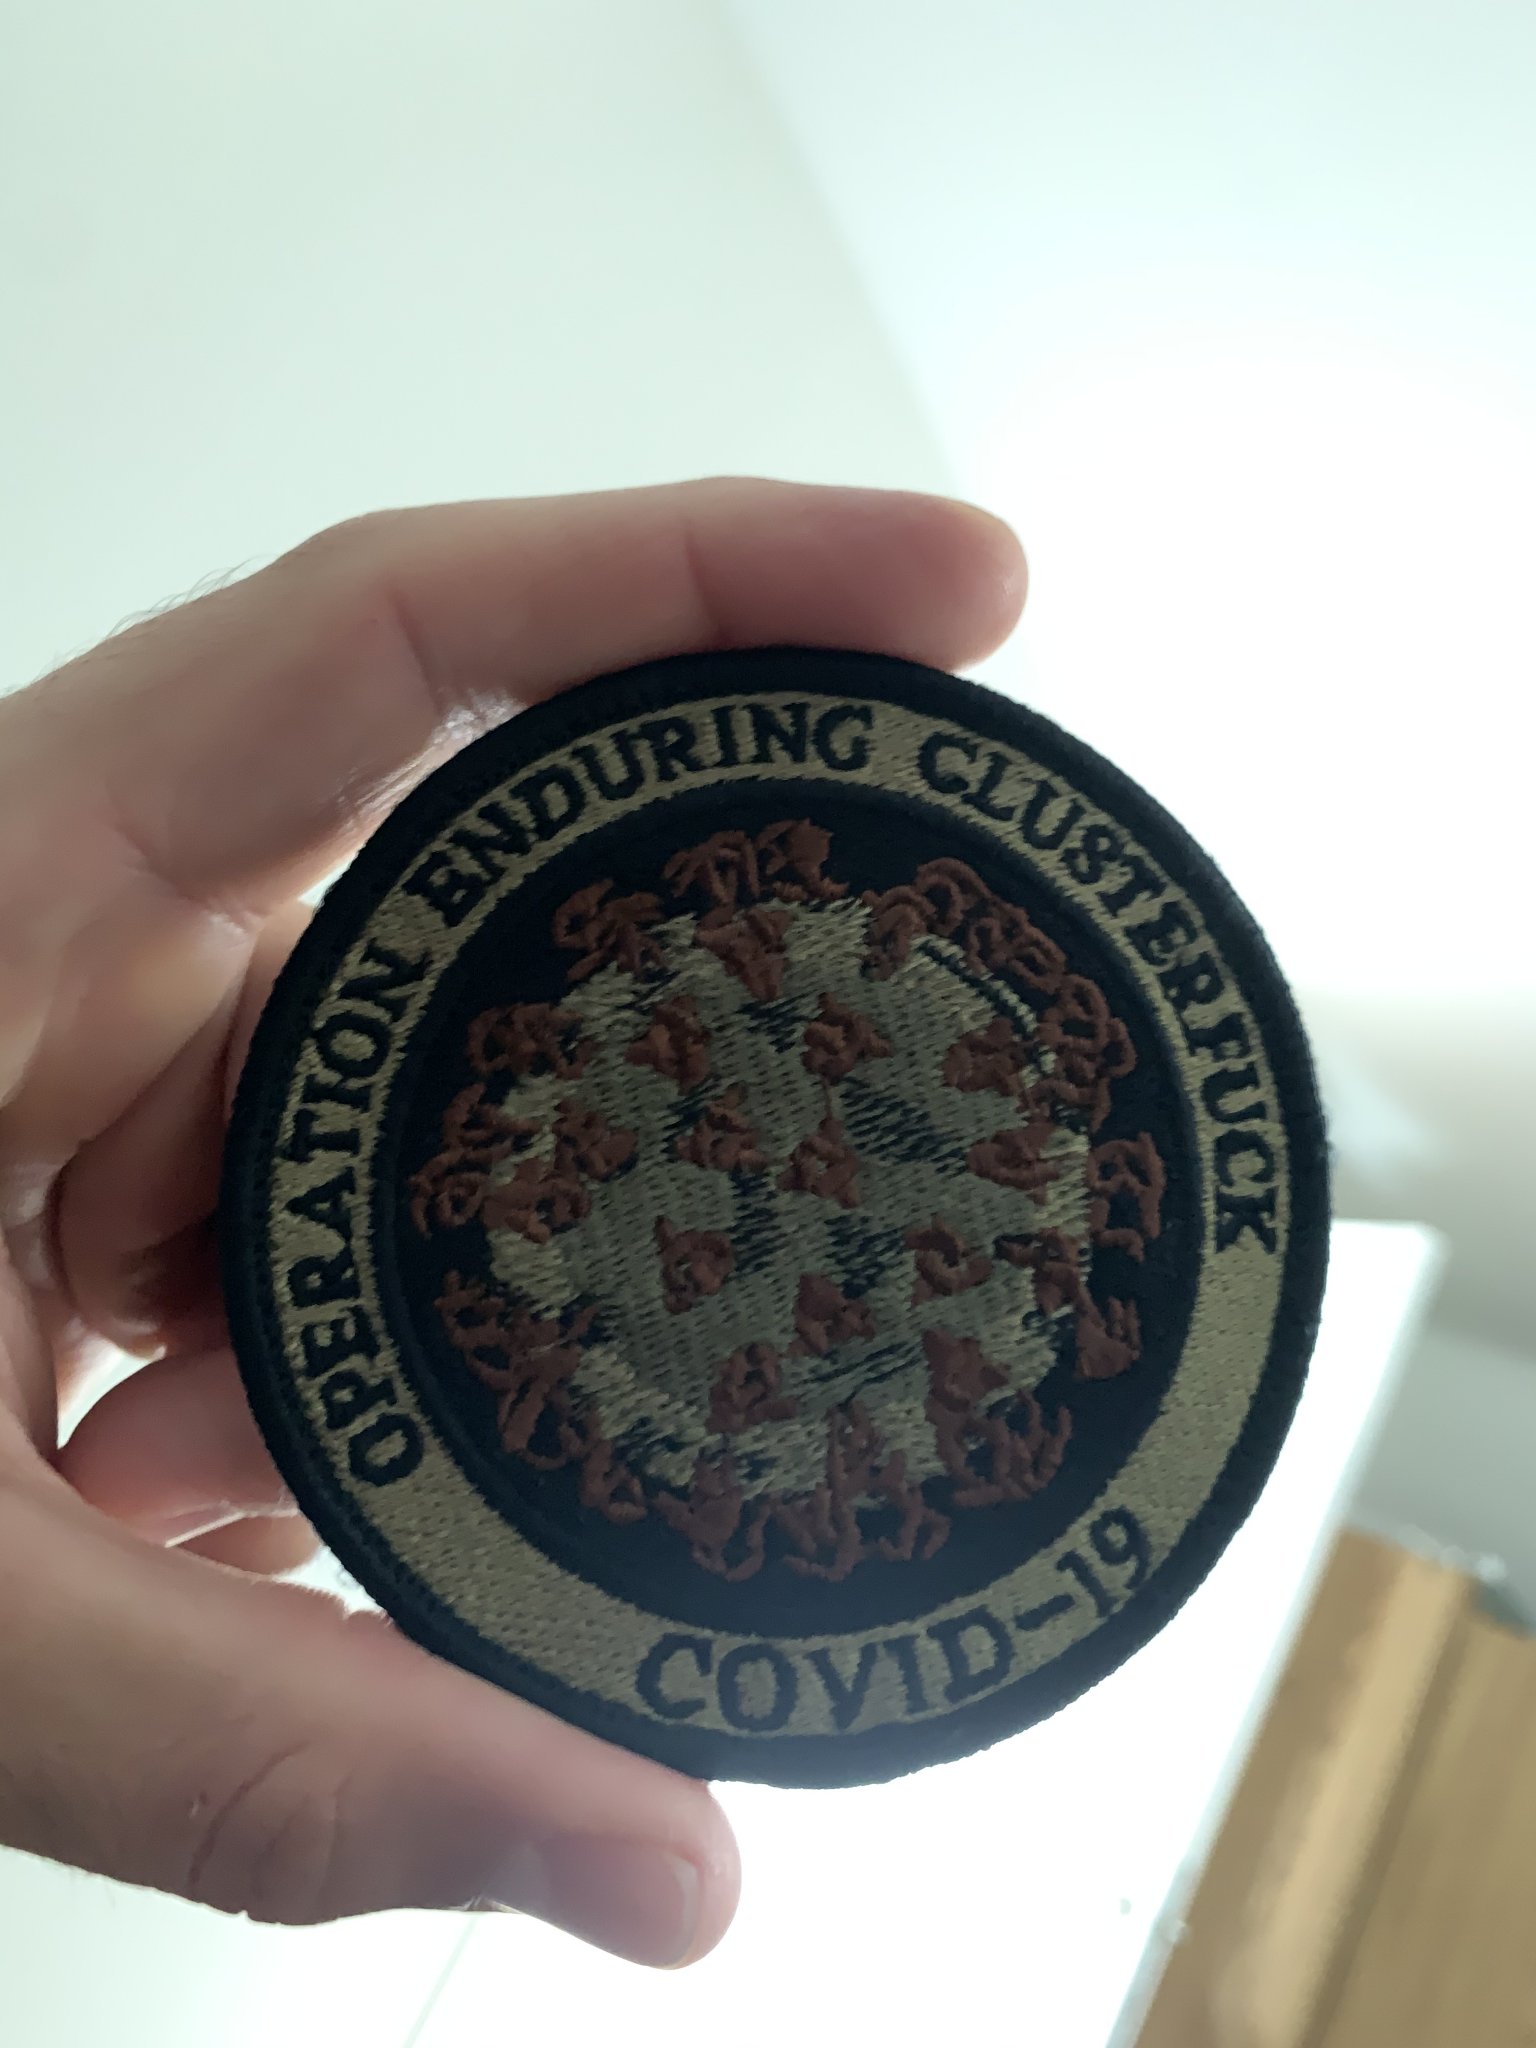 OPERATION ENDURING CLUSTERFUCK
COVID-19